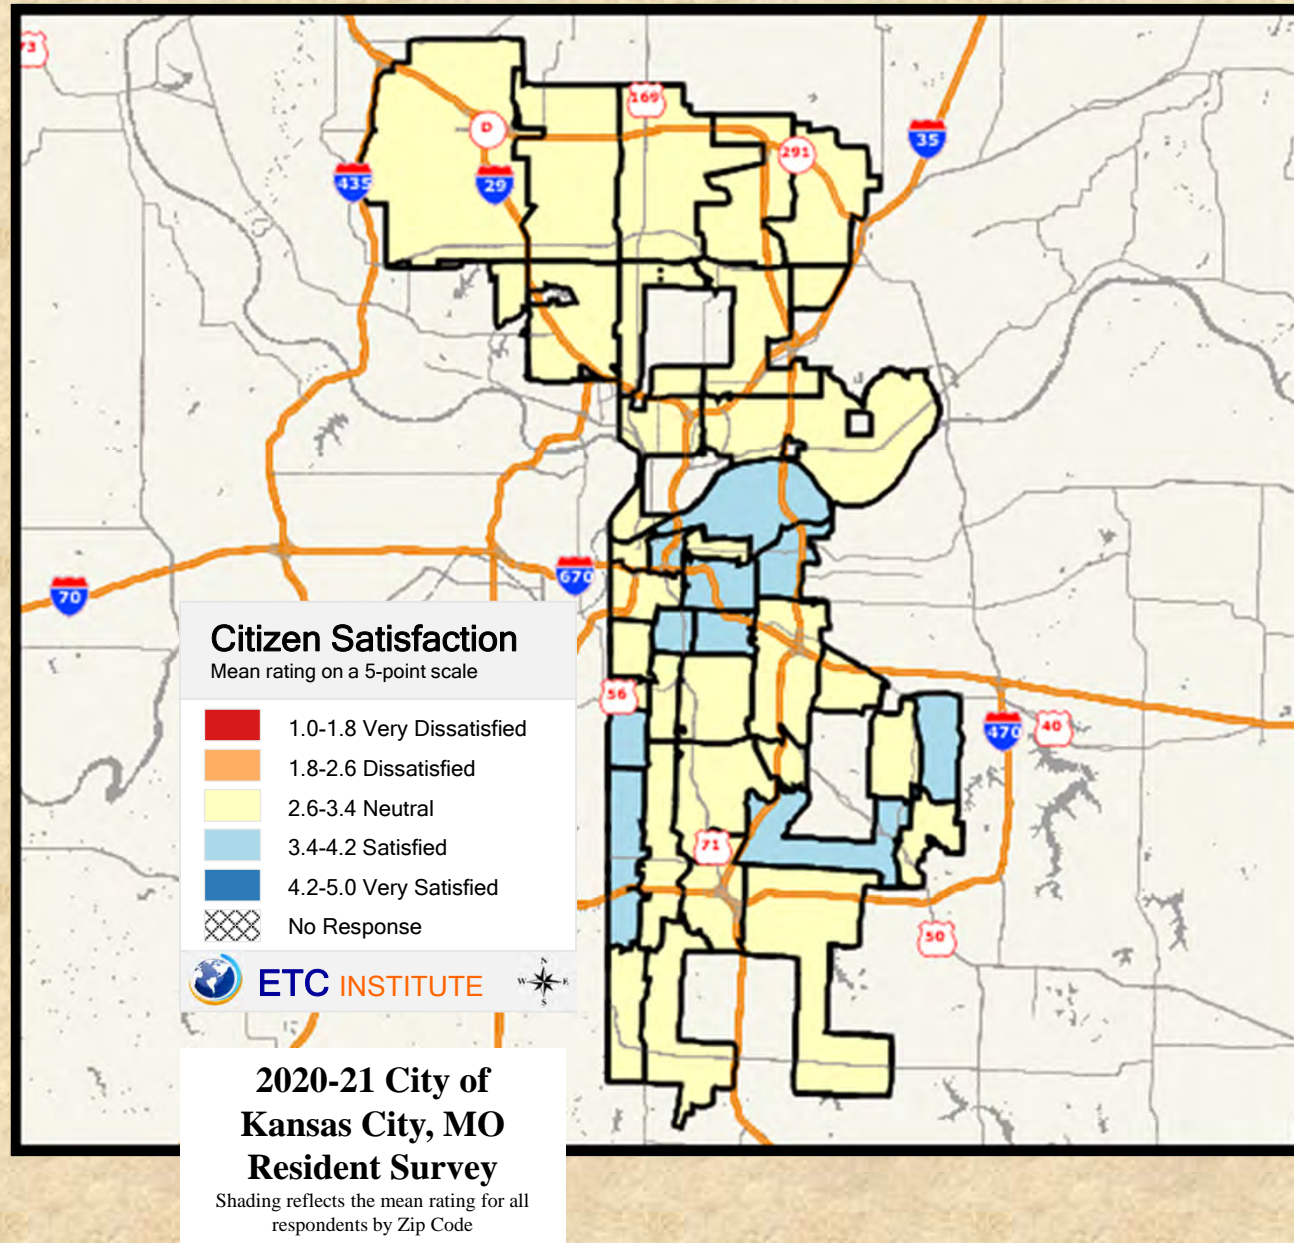 73
169
D
291
35
435
29
70
670
56
470
40
71
50
Citizen Satisfaction
Mean rating on a 5-point scale
1.0-1.8 Very Dissatisfied
1.8-2.6 Dissatisfied
2.6-3.4 Neutral
3.4-4.2 Satisfied
4.2-5.0 Very Satisfied
No Response
ETC INSTITUTE
N
W E
S
2020-21 City of
Kansas City, MO
Resident Survey
Shading reflects the mean rating for all
respondents by Zip Code